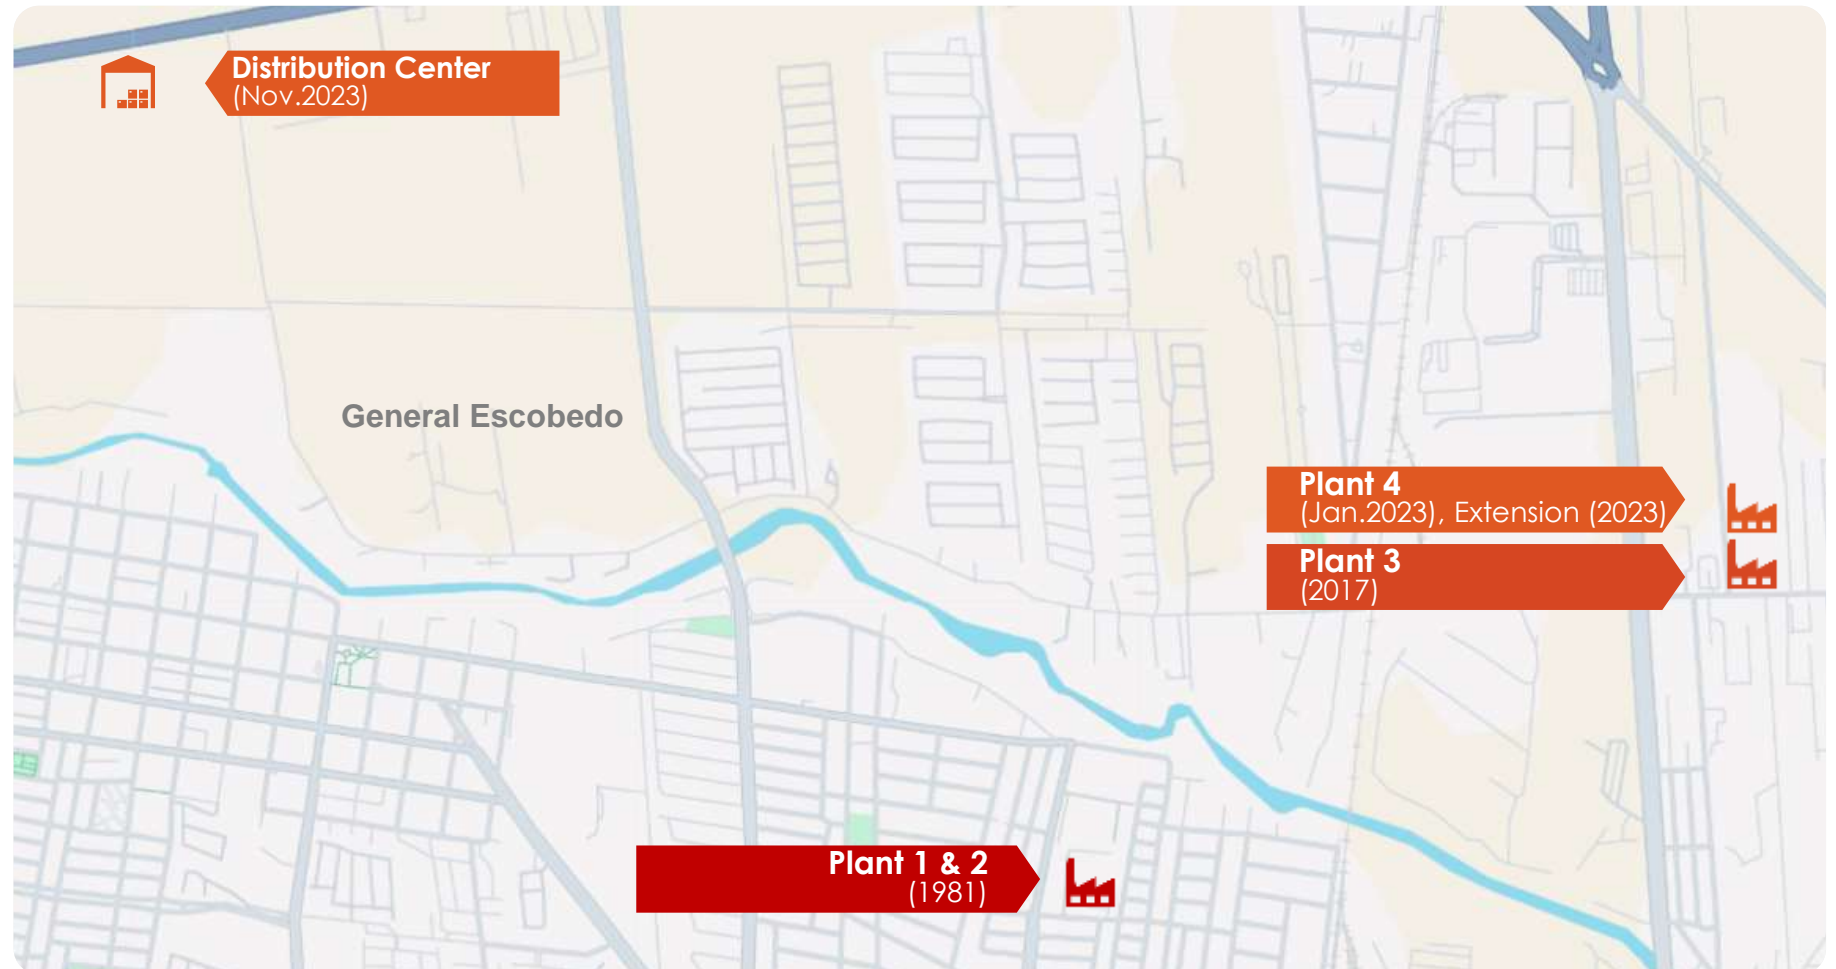 Distribution Center
(Nov.2023)
General Escobedo
Plant 4
(Jan.2023), Extension (2023)
Plant 3
(2017)
Plant 1 & 2
(1981)